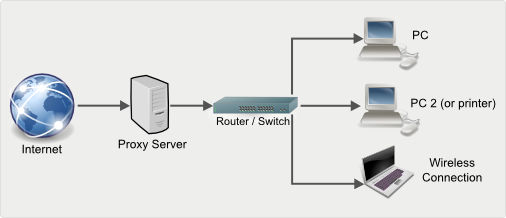 Internet
Proxy Server
Router / Switch
PC
PC 2 (or printer)
Wireless
Connection